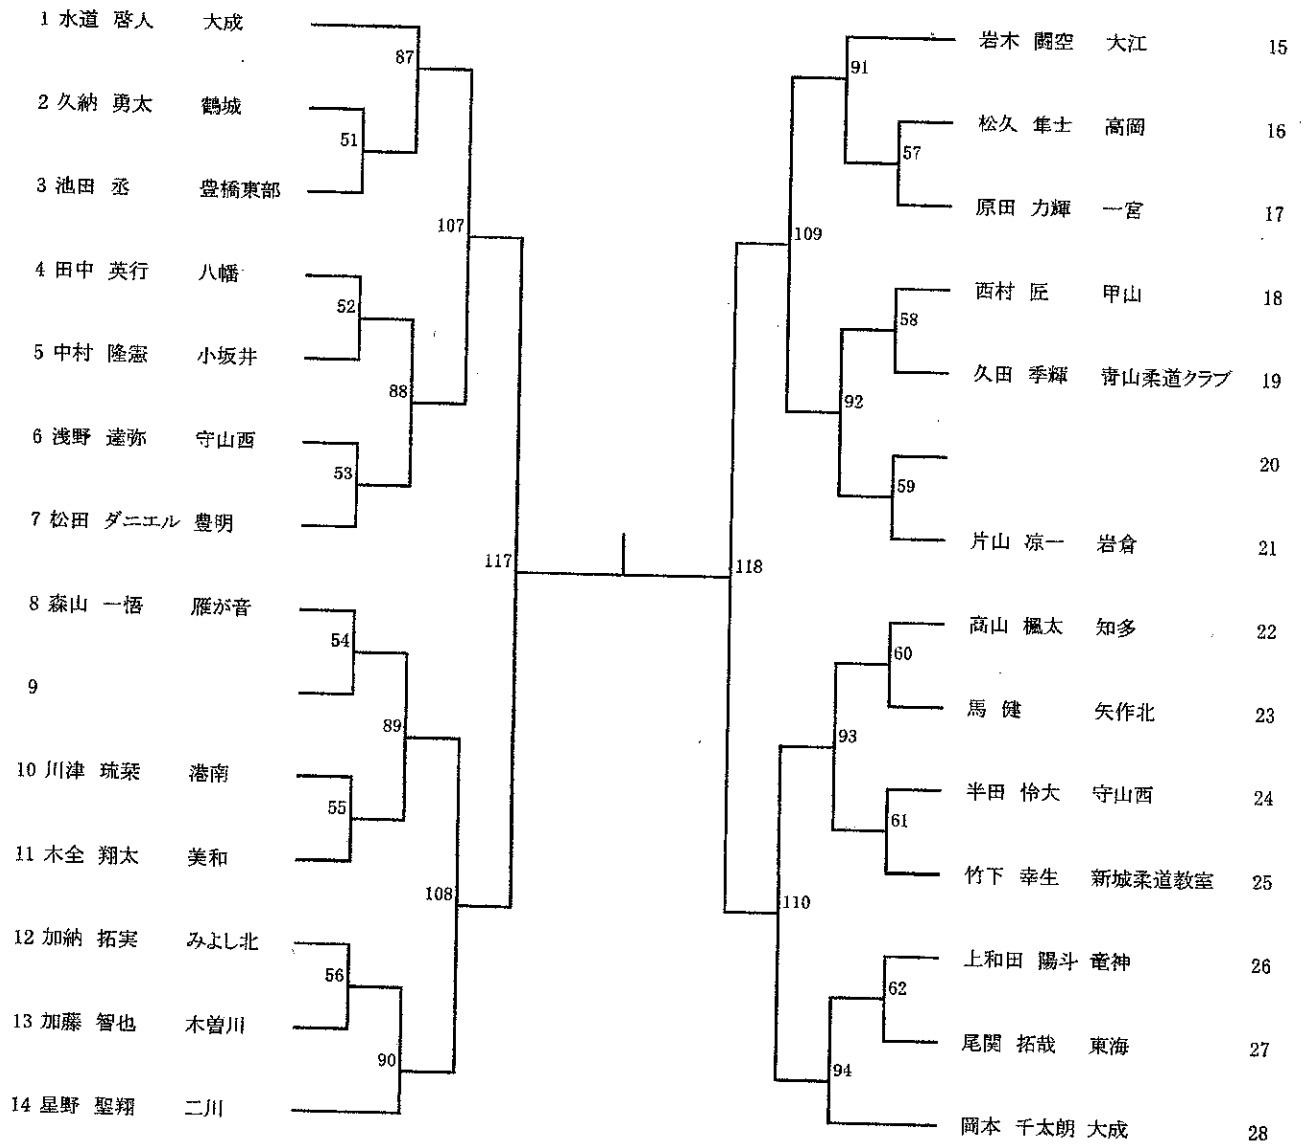 1 水道 啓人 大成
87
2 久納 勇太 鶴城
51
3 池田 丞 豊橋東部
107
4 田中 英行 八幡
52
5 中村 隆憲 小坂井
88
6 浅野 達弥 守山西
53
7 松田 ダニエル 豊明
117
8 森山 一悟 雁が音
54
9
89
10 川津 琉栞 港南
55
11 木全 翔太 美和
108
12 加納 拓実 みよし北
56
13 加藤 智也 木曽川
90
14 星野 聖翔 二川
岩木 闘空 大江 15
91
松久 隼士 高岡 16
57
原田 力輝 一宮 17
109
西村 匠 甲山 18
58
久田 季輝 青山柔道クラブ 19
92
20
59
片山 凉一 岩倉 21
118
高山 楓太 知多 22
60
馬 健 矢作北 23
93
半田 怜大 守山西 24
61
竹下 幸生 新城柔道教室 25
110
上和田 陽斗 竜神 26
62
尾関 拓哉 東海 27
94
岡本 千太朗 大成 28